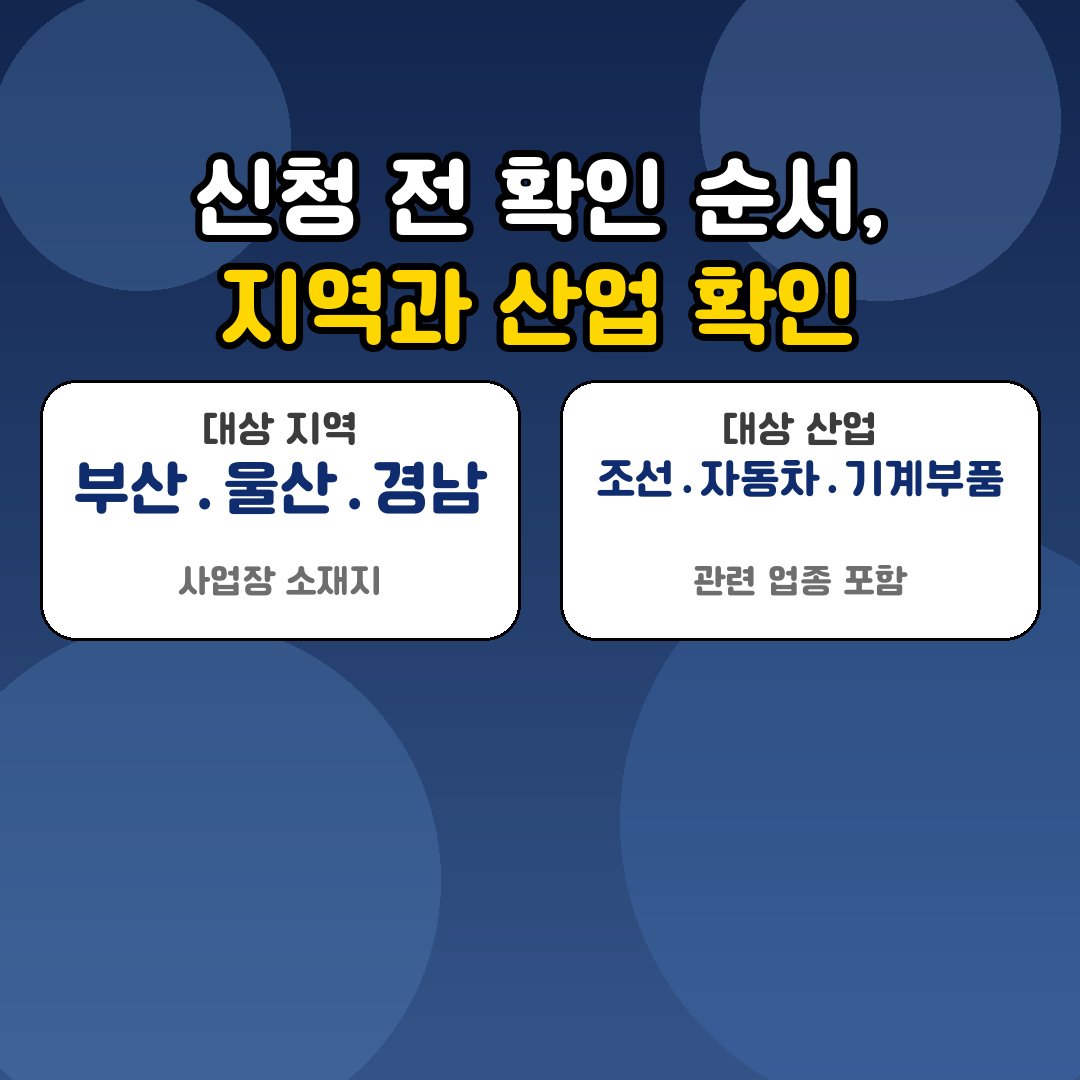 신청 전 확인 순서,
지역과 산업 확인
대상 지역
부산.울산.경남
사업장 소재지
대상 산업
조선.자동차.기계부품
관련 업종 포함